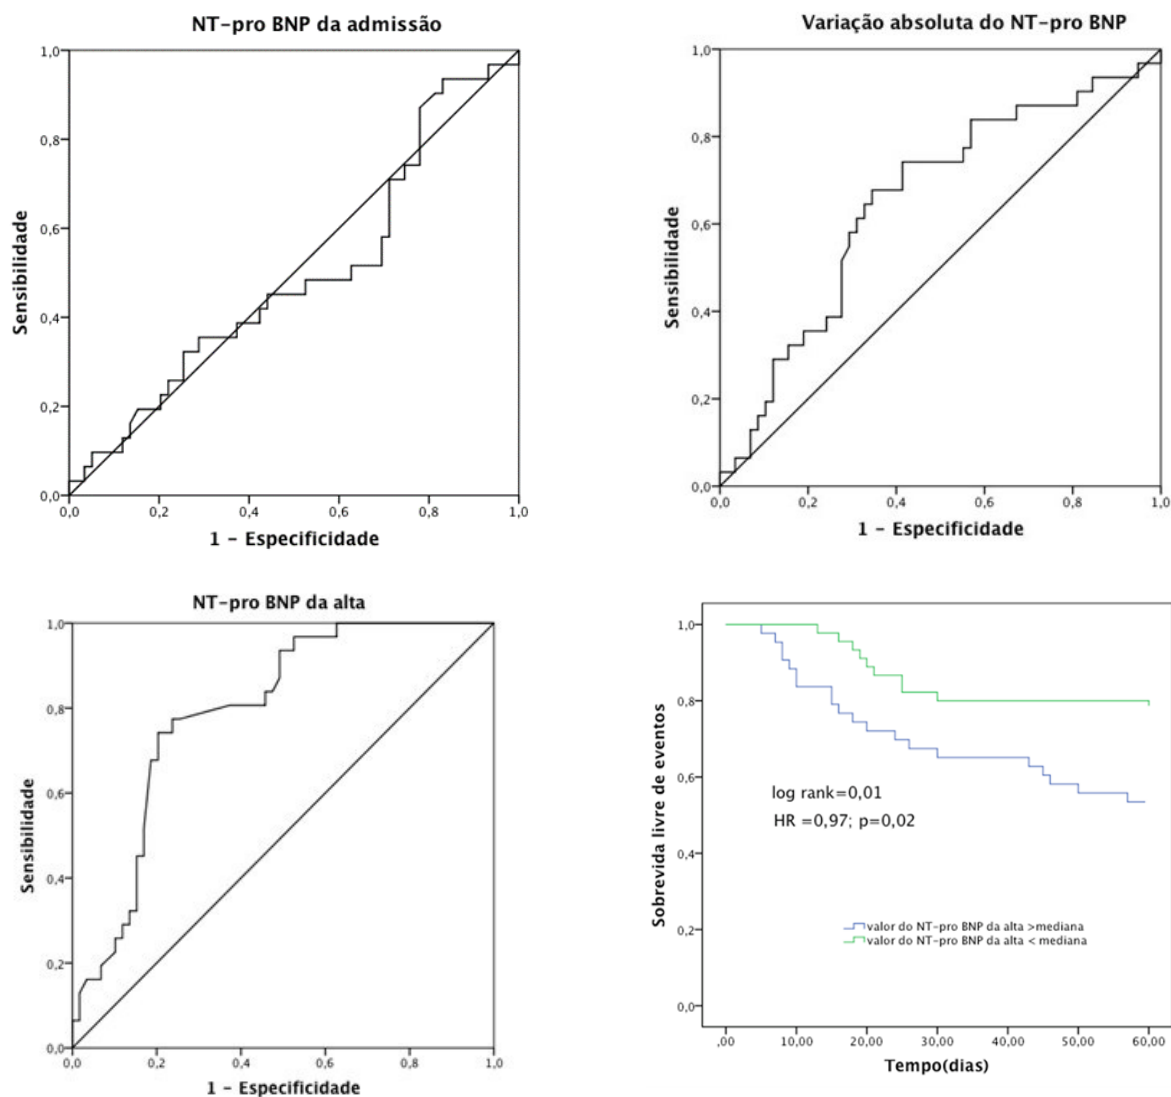 NT-pro BNP da admissão
1,0
0,8
0,6
0,4
0,2
0,0
Sensibilidade
0,0 0,2 0,4 0,6 0,8 1,0
1 - Especificidade
Variação absoluta do NT-pro BNP
1,0
0,8
0,6
0,4
0,2
0,0
Sensibilidade
0,0 0,2 0,4 0,6 0,8 1,0
1 - Especificidade
NT-pro BNP da alta
1,0
0,8
0,6
0,4
0,2
0,0
Sensibilidade
0,0 0,2 0,4 0,6 0,8 1,0
1 - Especificidade
1,0
0,8
0,6
0,4
0,2
0,0
Sobrevida livre de eventos
log rank=0,01
HR =0,97; p=0,02
valor do NT-pro BNP da alta >mediana
valor do NT-pro BNP da alta < mediana
,00 10,00 20,00 30,00 40,00 50,00 60,00
Tempo(dias)